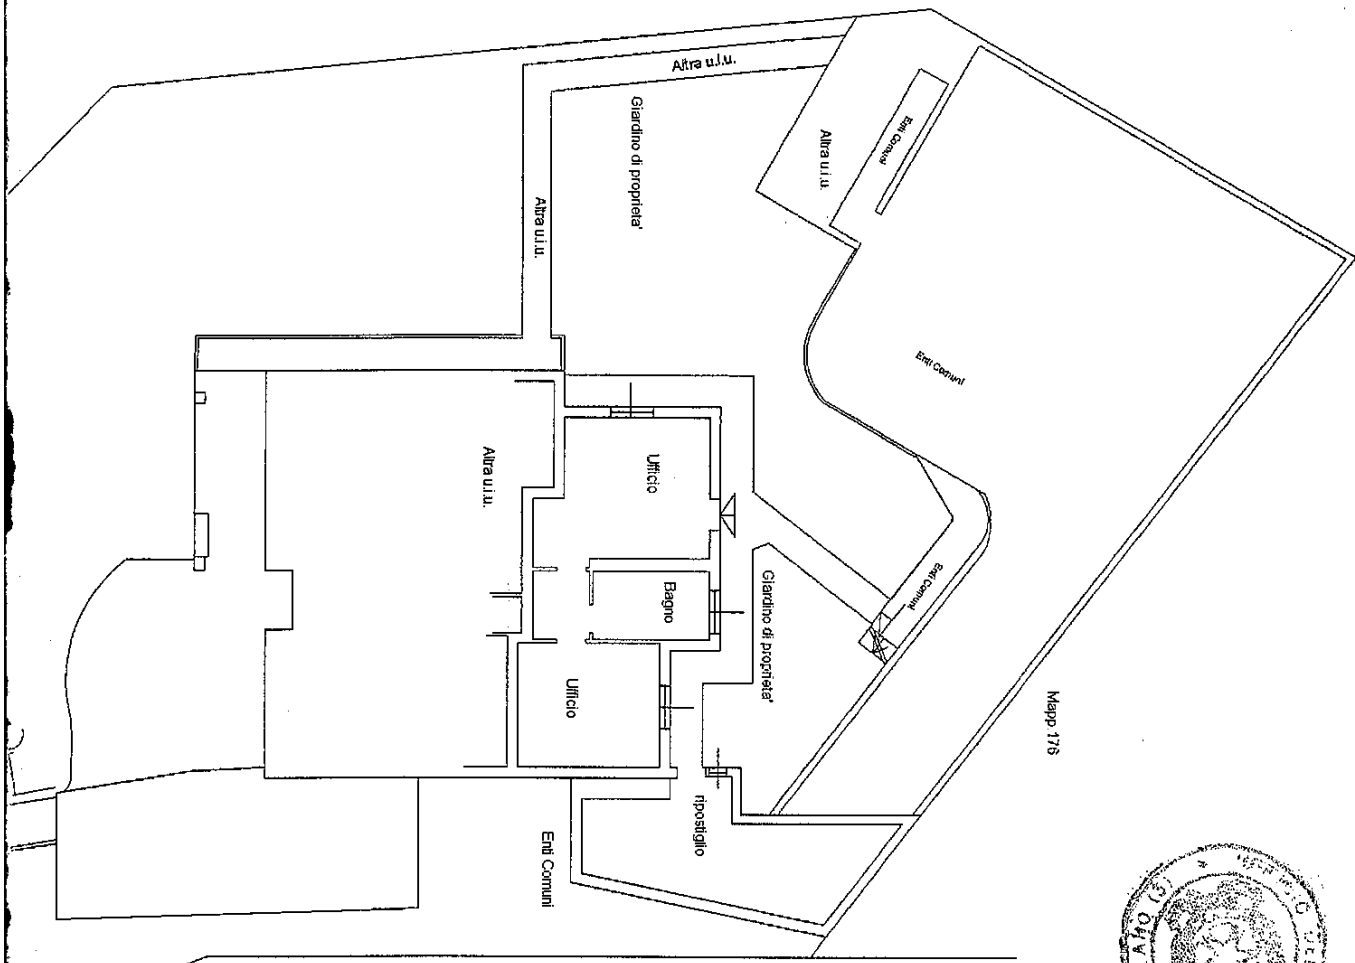 Altra u.i.u.
Giardino di proprieta'
Enti Comuni
Altra u.i.u.
Altra u.i.u.
Enti Comuni
Altra u.i.u.
Ufficio
Bagno
Giardino di proprieta'
Enti Comuni
Ufficio
Mapp.176
ripostiglio
Enti Comuni